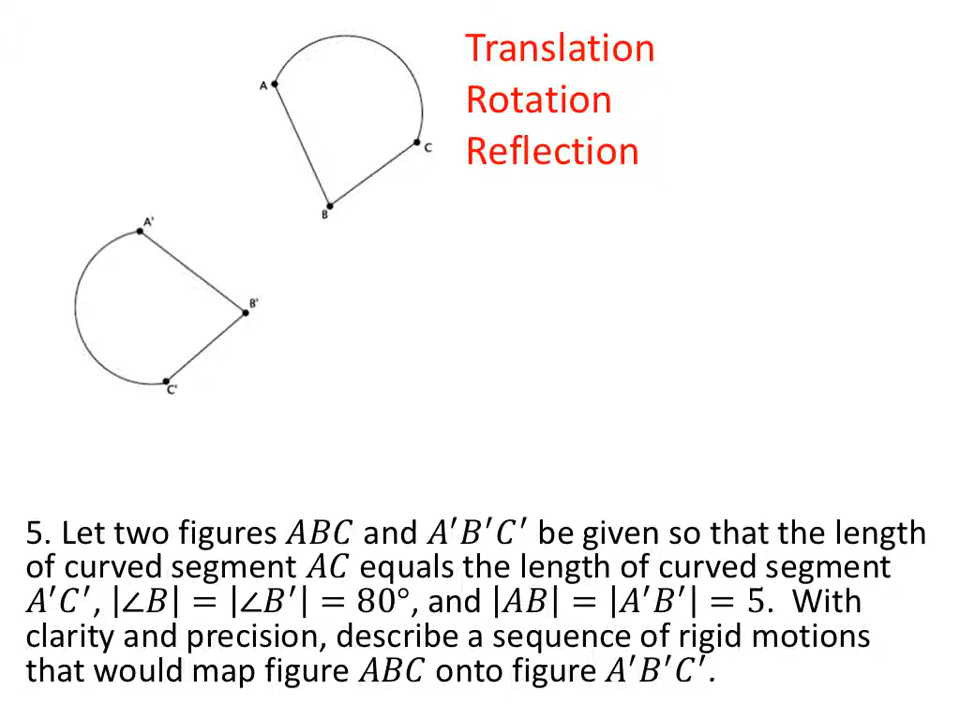 Translation
Rotation
Reflection
A
C
B
A'
B'
C'
5. Let two figures 𝐴𝐵𝐶 and 𝐴′𝐵′𝐶′ be given so that the length
of curved segment 𝐴𝐶 equals the length of curved segment
𝐴′𝐶′, |∠𝐵| = |∠𝐵′| = 80°, and |𝐴𝐵| = |𝐴′𝐵′| = 5. With
clarity and precision, describe a sequence of rigid motions
that would map figure 𝐴𝐵𝐶 onto figure 𝐴′𝐵′𝐶′.